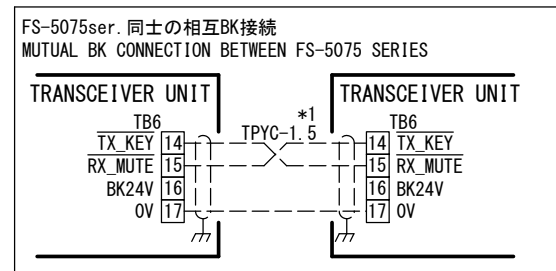 FS-5075ser.同士の相互BK接続
MUTUAL BK CONNECTION BETWEEN FS-5075 SERIES
TRANSCEIVER UNIT
TRANSCEIVER UNIT
TB6
*1
TB6
TX_KEY 14
TPYC-1.5
14 TX_KEY
RX_MUTE 15
15 RX_MUTE
BK24V 16
16 BK24V
0V 17
17 0V